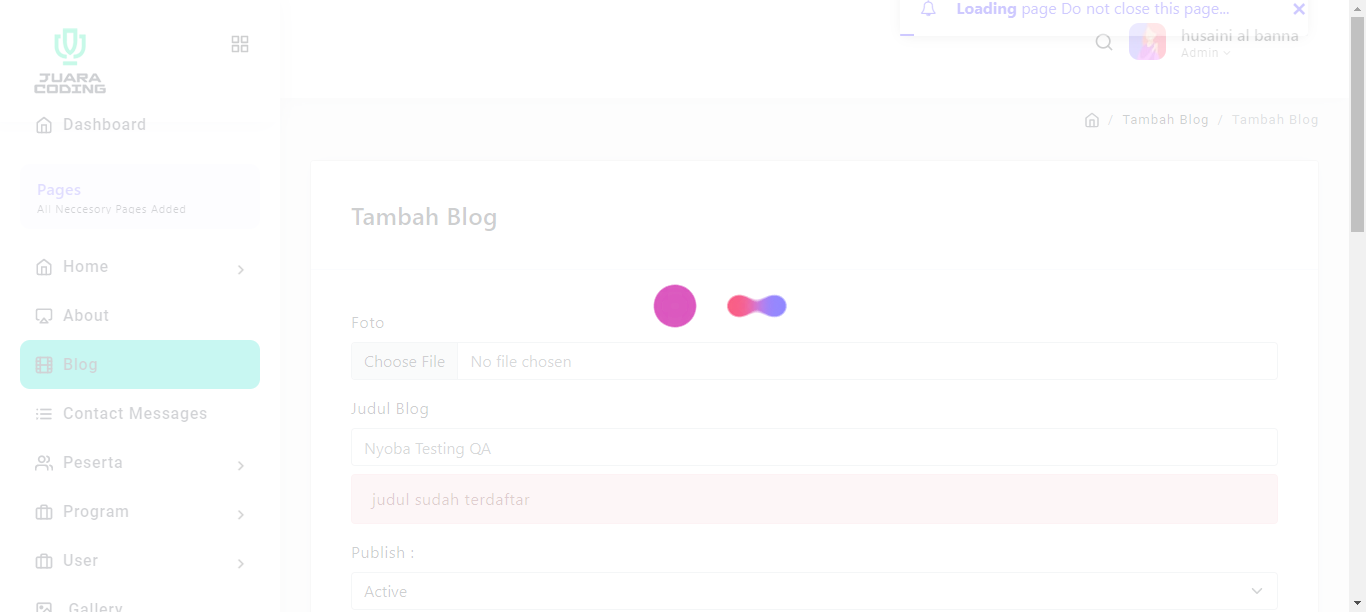 Loading page Do not close this page...
JUARA
CODING
husaini al banna
Admin
Dashboard
Tambah Blog / Tambah Blog
Pages
All Neccesory Pages Added
Home
About
Blog
Contact Messages
Peserta
Program
User
Gallery
Tambah Blog
Foto
Choose File No file chosen
Judul Blog
Nyoba Testing QA
judul sudah terdaftar
Publish :
Active